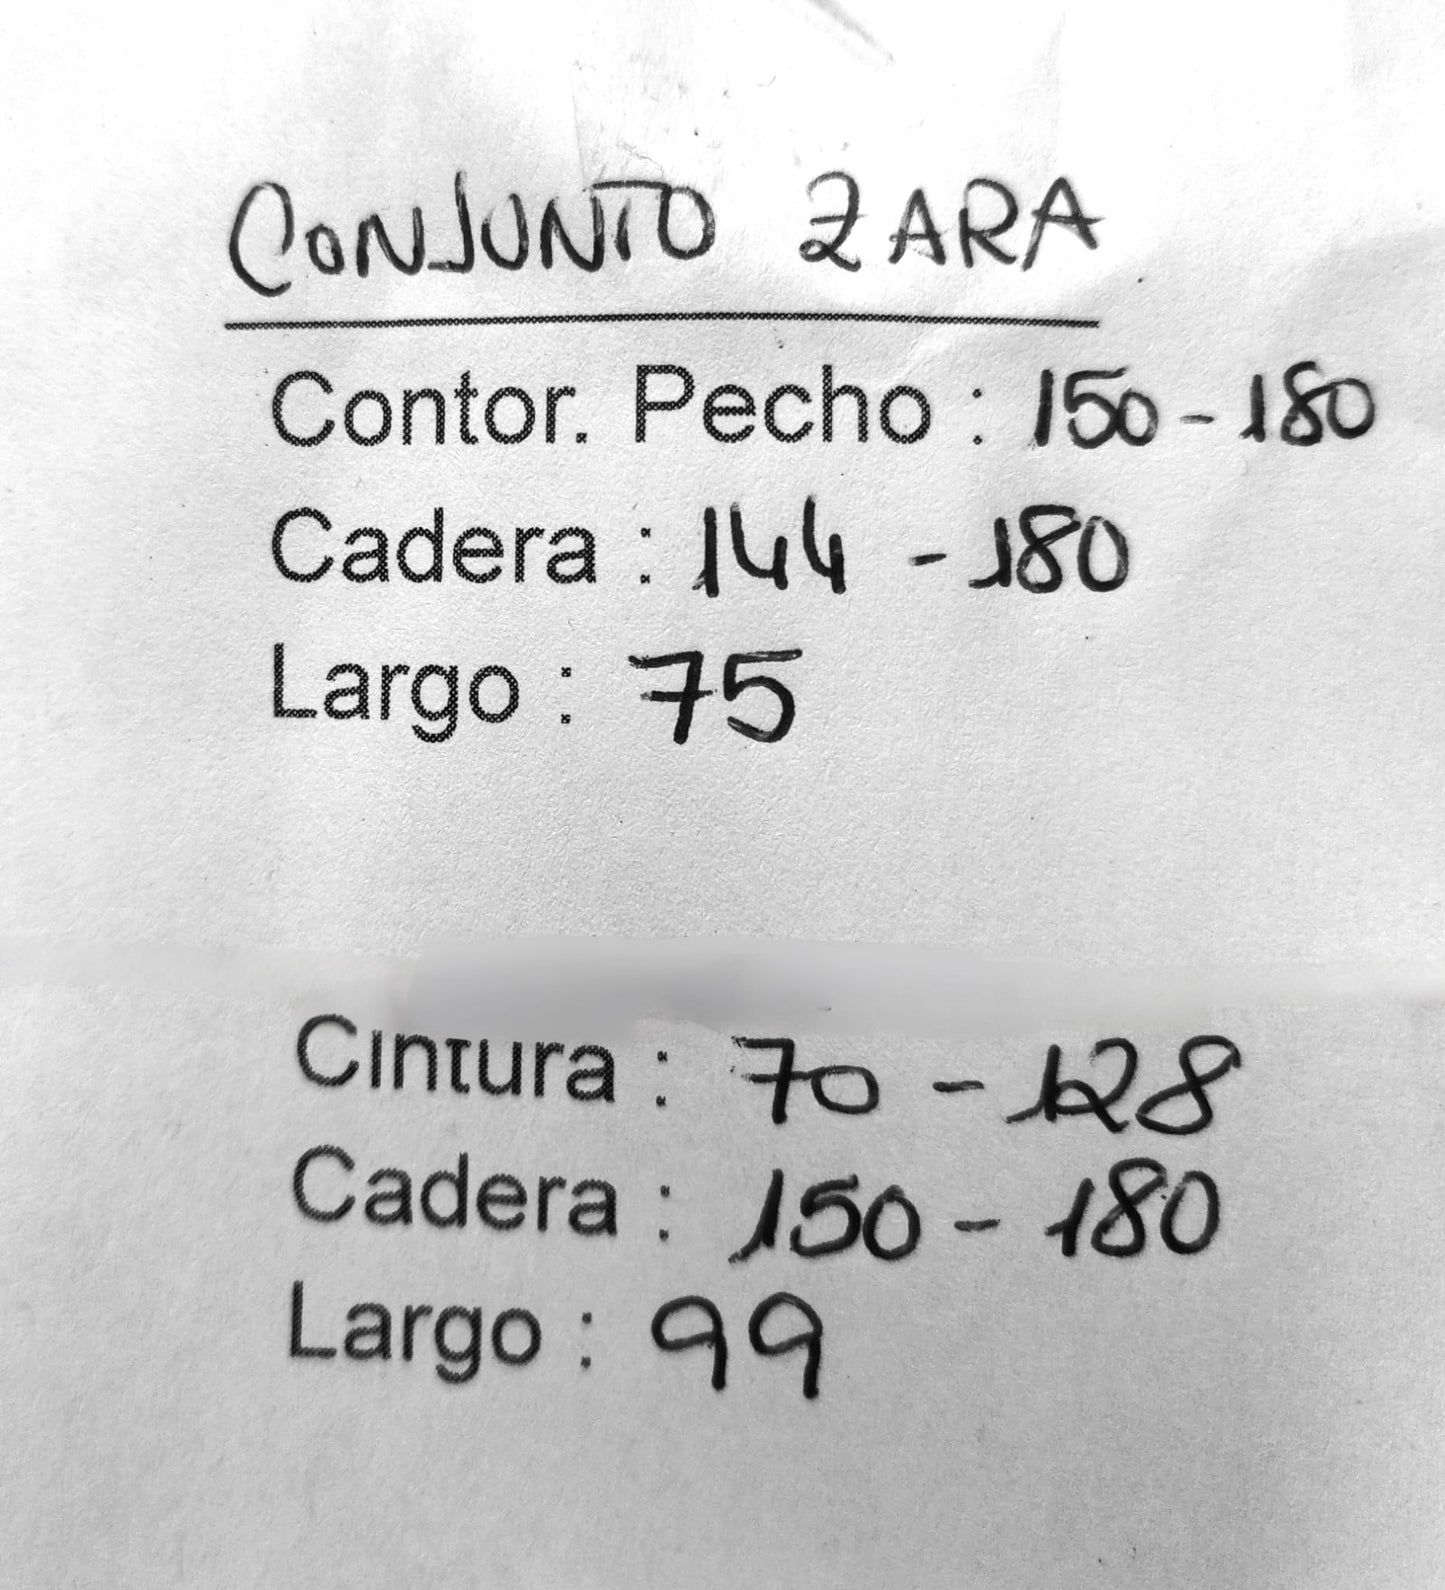 CONJUNTO ZARA
Contor. Pecho : 150 - 180
Cadera : 144 - 180
Largo : 75
Cintura : 70 - 128
Cadera : 150 - 180
Largo : 99